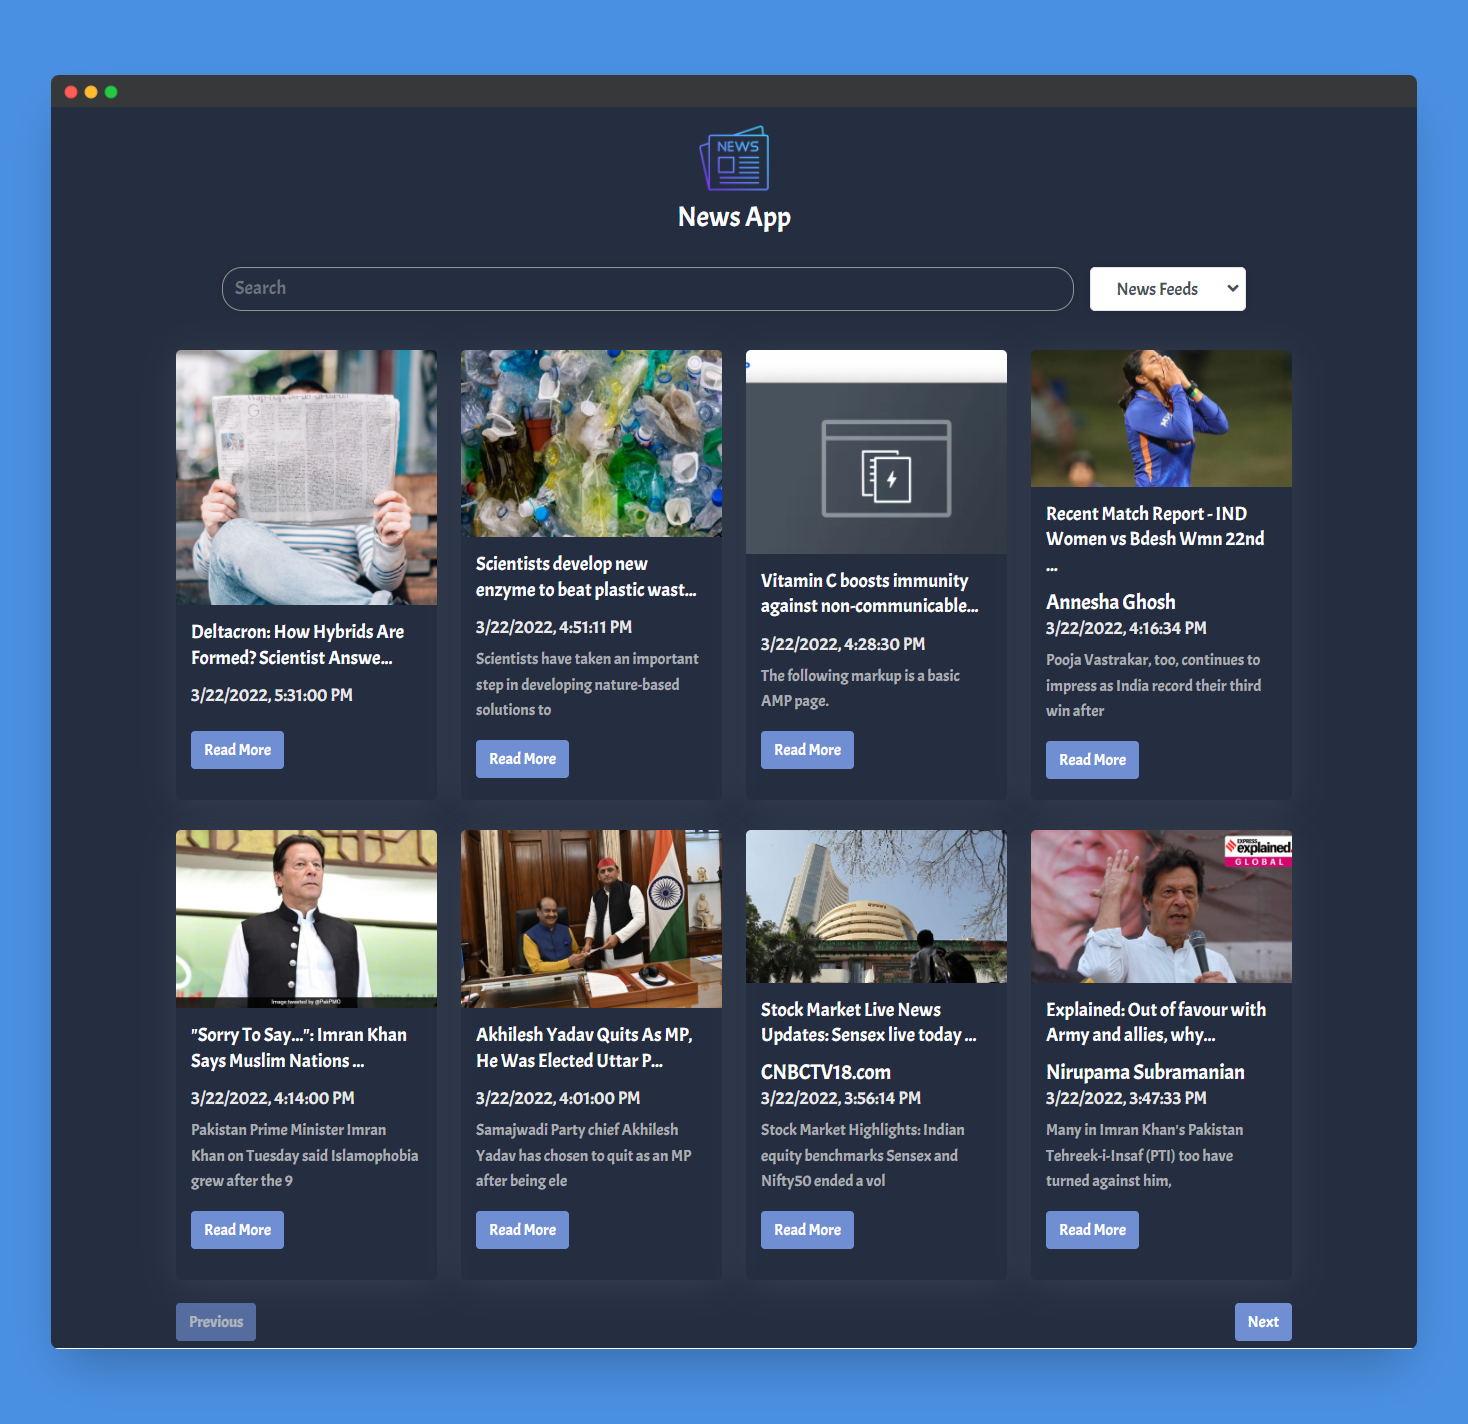 NEWS
News App
Search
News Feeds
Deltacron: How Hybrids Are
Formed? Scientist Answe...
3/22/2022, 5:31:00 PM
Read More
Scientists develop new
enzyme to beat plastic wast...
3/22/2022, 4:51:11 PM
Scientists have taken an important
step in developing nature-based
solutions to
Read More
Vitamin C boosts immunity
against non-communicable...
3/22/2022, 4:28:30 PM
The following markup is a basic
AMP page.
Read More
Recent Match Report - IND
Women vs Bdesh Wmn 22nd
...
Annesha Ghosh
3/22/2022, 4:16:34 PM
Pooja Vastrakar, too, continues to
impress as India record their third
win after
Read More
Image tweeted by @PakPMO
"Sorry To Say...": Imran Khan
Says Muslim Nations ...
3/22/2022, 4:14:00 PM
Pakistan Prime Minister Imran
Khan on Tuesday said Islamophobia
grew after the 9
Read More
Akhilesh Yadav Quits As MP,
He Was Elected Uttar P...
3/22/2022, 4:01:00 PM
Samajwadi Party chief Akhilesh
Yadav has chosen to quit as an MP
after being ele
Read More
Stock Market Live News
Updates: Sensex live today ...
CNBCTV18.com
3/22/2022, 3:56:14 PM
Stock Market Highlights: Indian
equity benchmarks Sensex and
Nifty50 ended a vol
Read More
EXPRESS
explained.
GLOBAL
Explained: Out of favour with
Army and allies, why...
Nirupama Subramanian
3/22/2022, 3:47:33 PM
Many in Imran Khan's Pakistan
Tehreek-i-Insaf (PTI) too have
turned against him,
Read More
Previous
Next